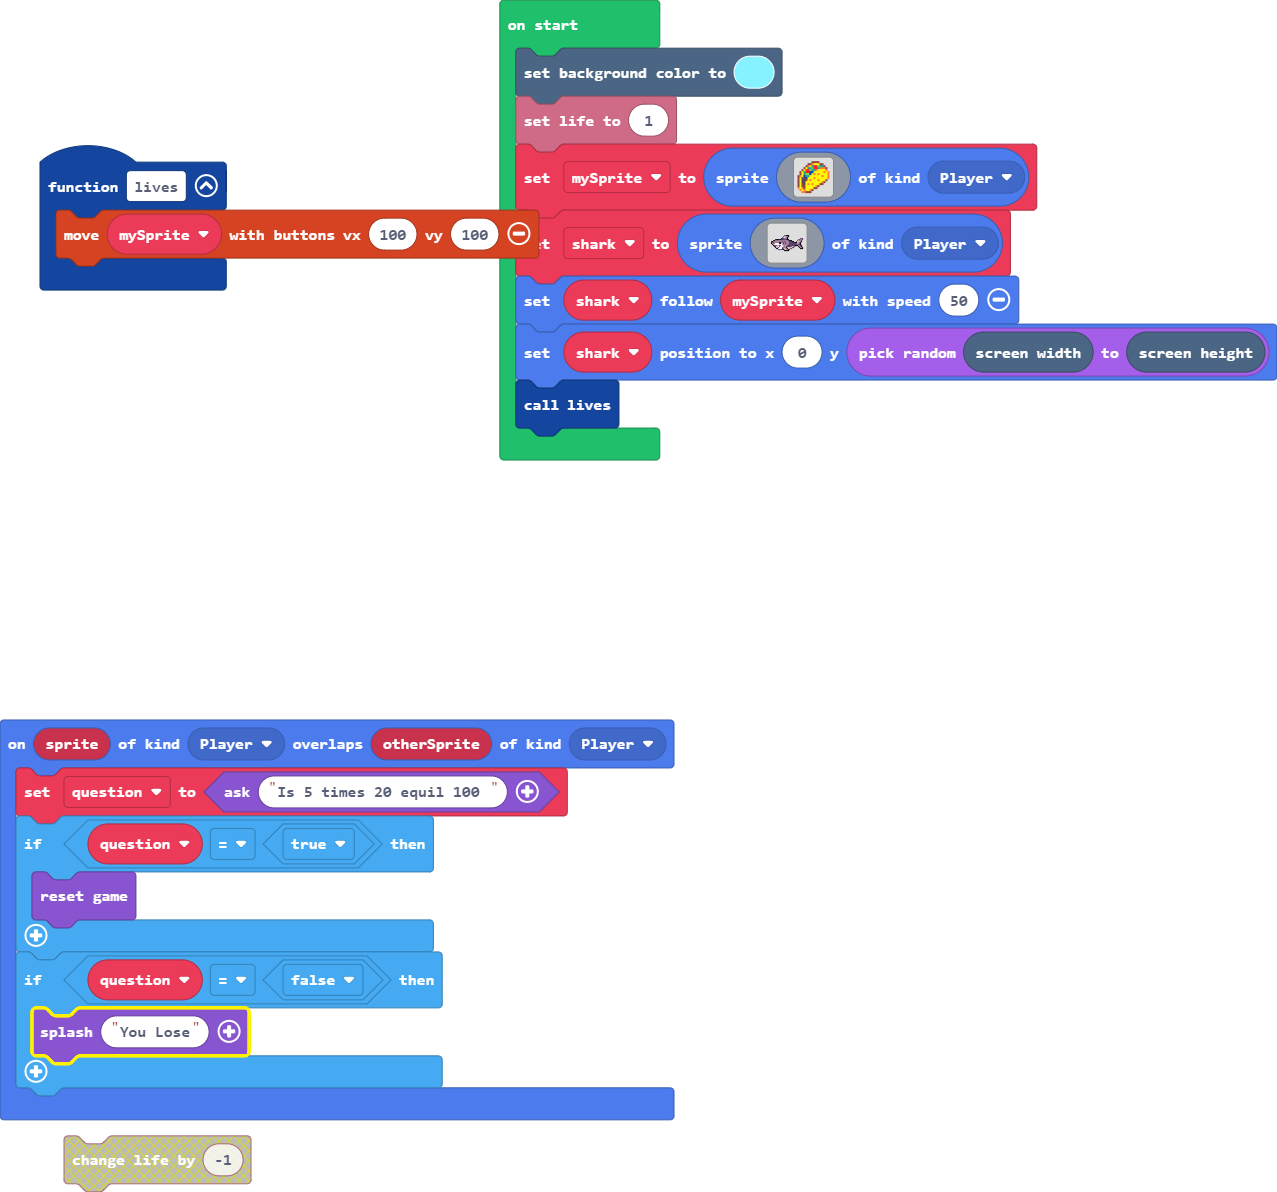 on start
set background color to
set life to 1
set mySprite to sprite of kind Player
function lives
move mySprite with buttons vx 100 vy 100
et shark to sprite of kind Player
set shark follow mySprite with speed 50
set shark position to x 0 y pick random screen width to screen height
call lives
on sprite of kind Player overlaps otherSprite of kind Player
set question to ask "Is 5 times 20 equil 100 "
if question = true then
reset game
if question = false then
splash "You Lose"
change life by -1